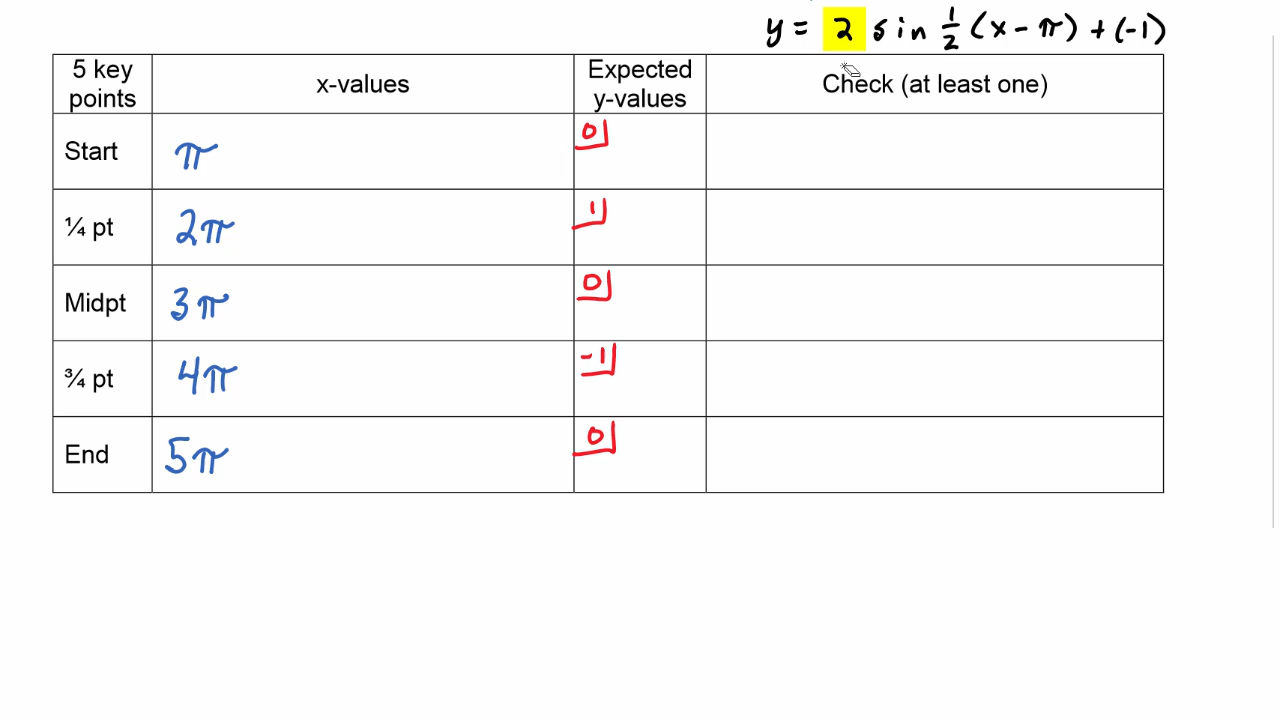 y = 2 sin 1/2 (x - π) + (-1)
5 key points x-values Expected y-values Check (at least one)
Start π 0
¼ pt 2π 1
Midpt 3π 0
¾ pt 4π -1
End 5π 0